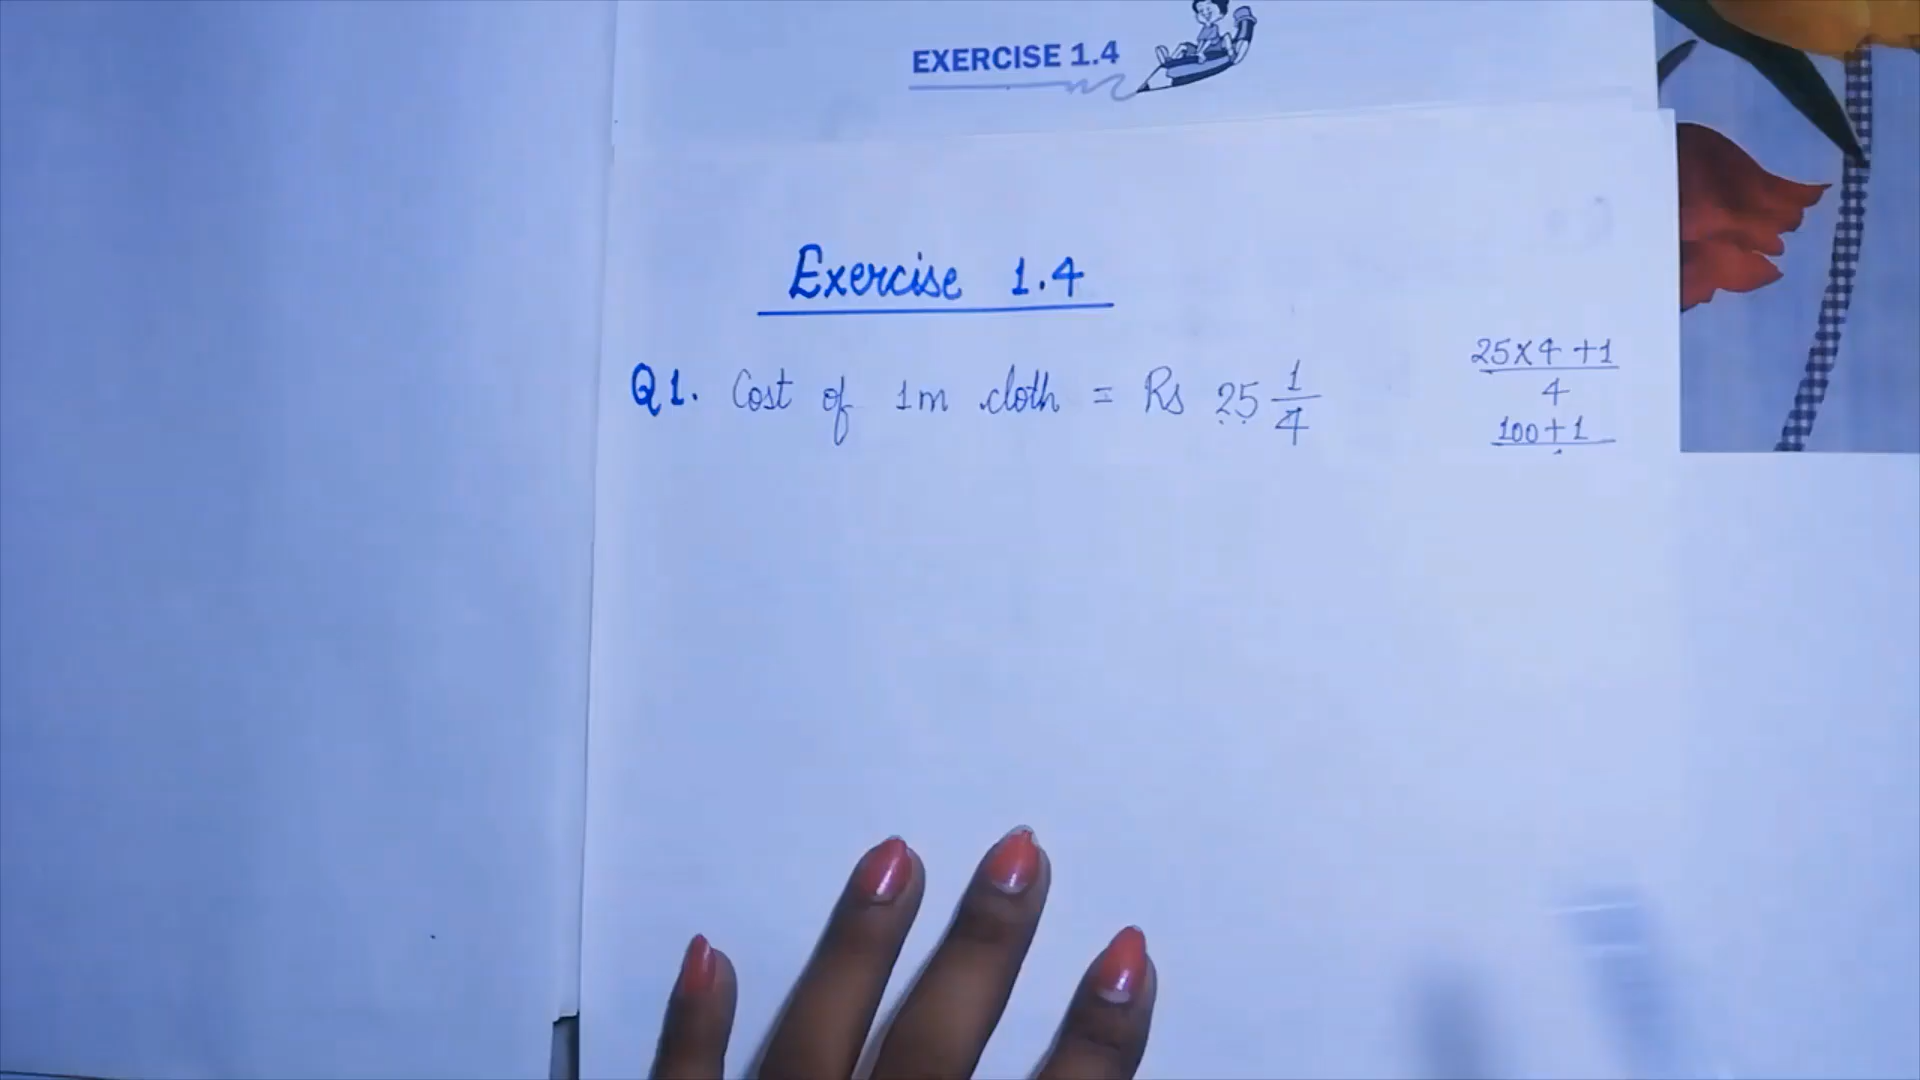 EXERCISE 1.4
Exercise 1.4
Q1. Cost of 1m cloth = Rs 25 1/4
25×4+1
4
100+1